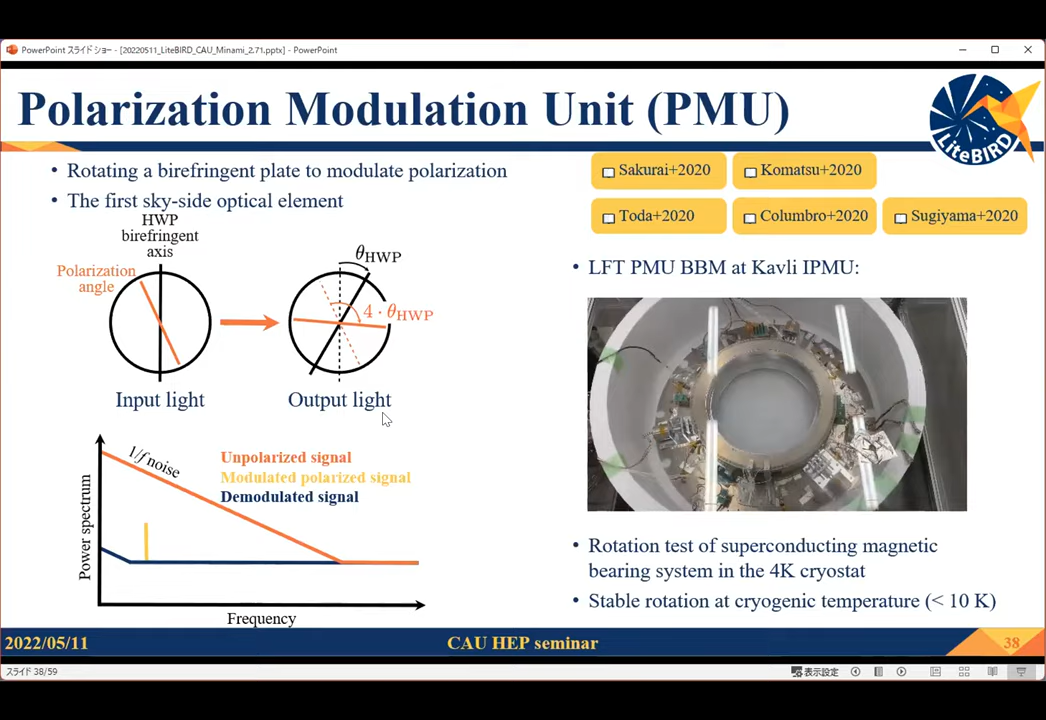 PowerPoint スライド ショー - [20220511_LiteBIRD_CAU_Minami_2.71.pptx] - PowerPoint
Polarization Modulation Unit (PMU)
LiteBIRD
• Rotating a birefringent plate to modulate polarization
• The first sky-side optical element
HWP
birefringent
axis
Polarization
angle
Input light
θHWP
4 · θHWP
Output light
1/f noise
Unpolarized signal
Modulated polarized signal
Demodulated signal
Power spectrum
Frequency
Sakurai+2020
Komatsu+2020
Toda+2020
Columbro+2020
Sugiyama+2020
• LFT PMU BBM at Kavli IPMU:
• Rotation test of superconducting magnetic
bearing system in the 4K cryostat
• Stable rotation at cryogenic temperature (< 10 K)
2022/05/11
CAU HEP seminar
38
スライド 38/59
表示設定